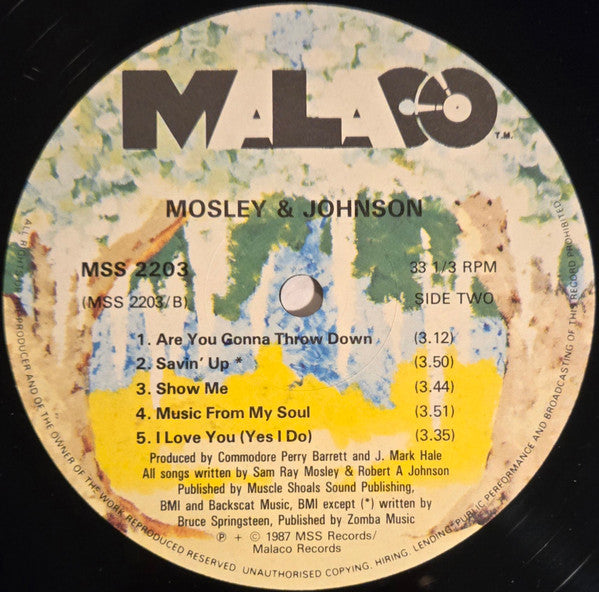 MALACO
T.M.
MOSLEY & JOHNSON
MSS 2203
33 1/3 RPM
(MSS 2203/B)
SIDE TWO
1. Are You Gonna Throw Down (3.12)
2. Savin' Up * (3.50)
3. Show Me (3.44)
4. Music From My Soul (3.51)
5. I Love You (Yes I Do) (3.35)
Produced by Commodore Perry Barrett and J. Mark Hale
All songs written by Sam Ray Mosley & Robert A Johnson
Published by Muscle Shoals Sound Publishing,
BMI and Backscat Music, BMI except (*) written by
Bruce Springsteen, Published by Zomba Music
℗ + © 1987 MSS Records/
Malaco Records
ALL RIGHTS PRODUCER AND OF THE OWNER OF THE WORK REPRODUCED RESERVED. UNAUTHORISED COPYING. HIRING. LENDING. PUBLIC PERFORMANCE AND BROADCASTING OF THIS RECORD PROHIBITED.